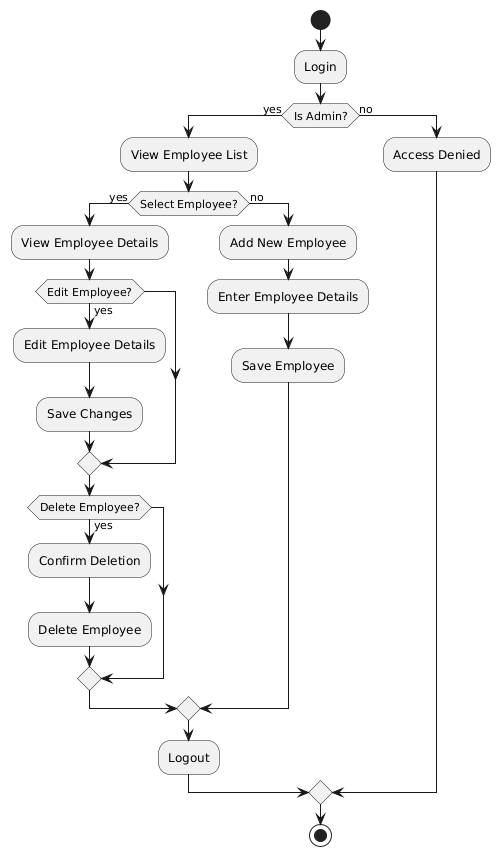 Login
yes
Is Admin?
no
View Employee List
Access Denied
yes
Select Employee?
no
View Employee Details
Add New Employee
Edit Employee?
yes
Enter Employee Details
Edit Employee Details
Save Employee
Save Changes
Delete Employee?
yes
Confirm Deletion
Delete Employee
Logout